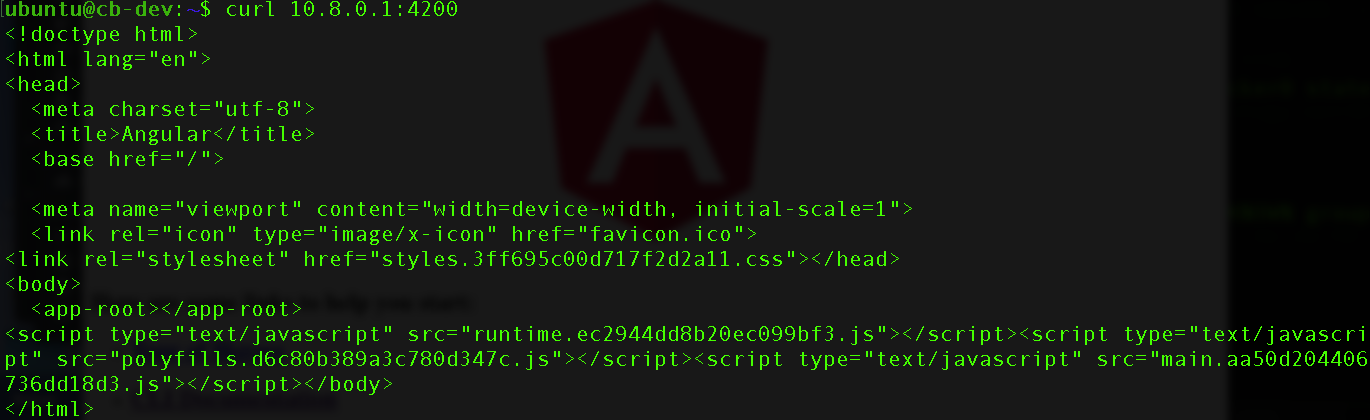 ubuntu@cb-dev:~$ curl 10.8.0.1:4200
<!doctype html>
<html lang="en">
<head>
  <meta charset="utf-8">
  <title>Angular</title>
  <base href="/">

  <meta name="viewport" content="width=device-width, initial-scale=1">
  <link rel="icon" type="image/x-icon" href="favicon.ico">
<link rel="stylesheet" href="styles.3ff695c00d717f2d2a11.css"></head>
<body>
  <app-root></app-root>
<script type="text/javascript" src="runtime.ec2944dd8b20ec099bf3.js"></script><script type="text/javascri
pt" src="polyfills.d6c80b389a3c780d347c.js"></script><script type="text/javascript" src="main.aa50d204406
736dd18d3.js"></script></body>
</html>